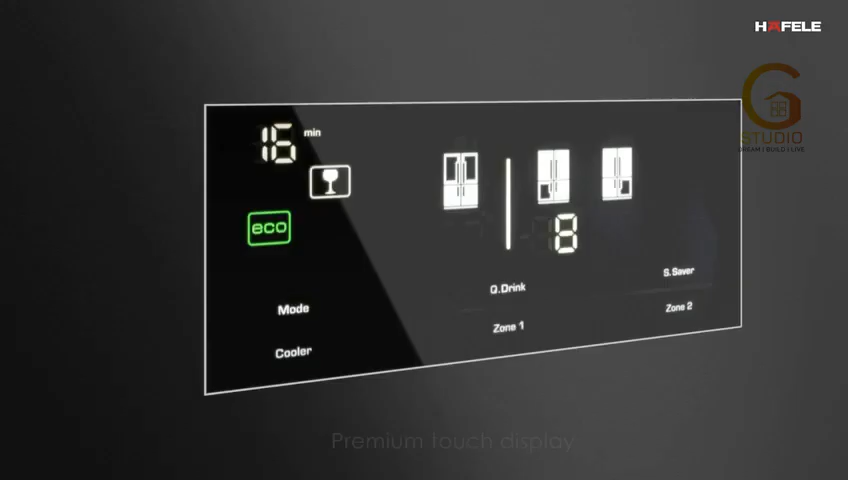 HÄFELE
G
STUDIO
DREAM / BUILD / LIVE
16 min
eco
8
Q.Drink
S.Saver
Mode
Zone 1
Zone 2
Cooler
Premium touch display